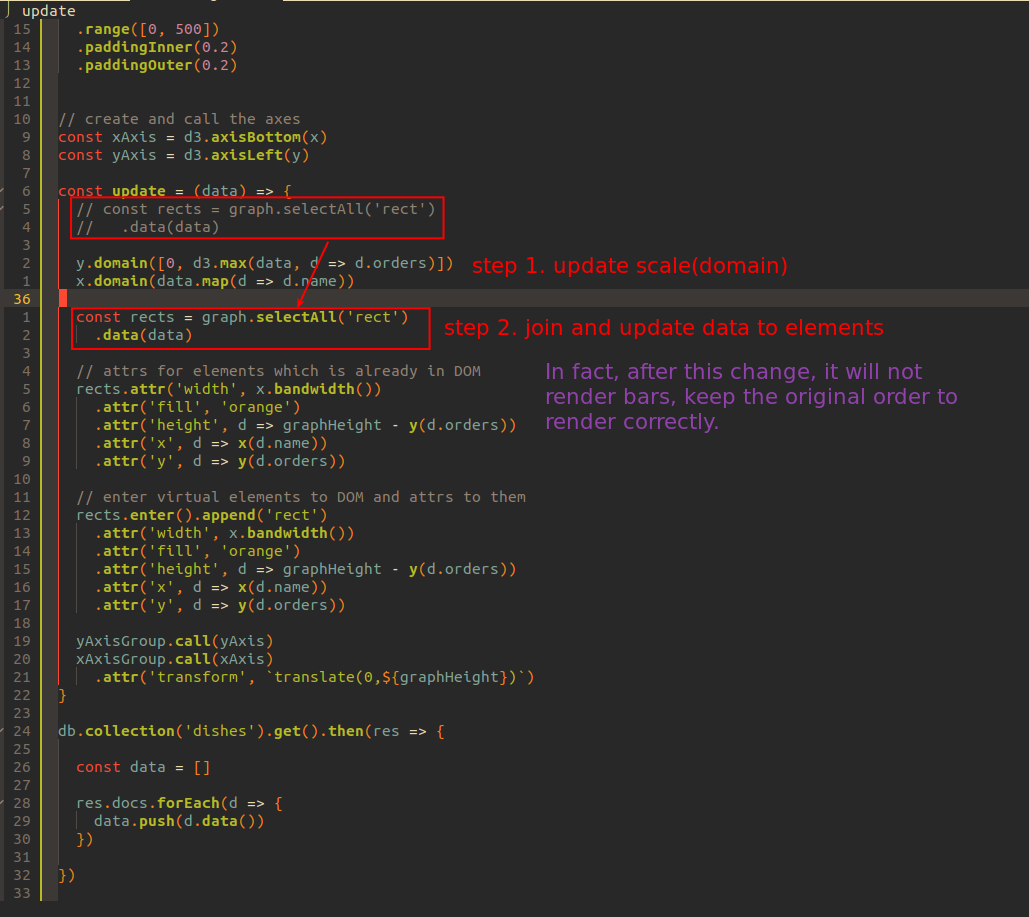 update
15 .range([0, 500])
14 .paddingInner(0.2)
13 .paddingOuter(0.2)
12
11
10 // create and call the axes
9 const xAxis = d3.axisBottom(x)
8 const yAxis = d3.axisLeft(y)
7
6 const update = (data) => {
5 // const rects = graph.selectAll('rect')
4 //   .data(data)
3
2 y.domain([0, d3.max(data, d => d.orders)]) step 1. update scale(domain)
1 x.domain(data.map(d => d.name))
36
1 const rects = graph.selectAll('rect')
step 2. join and update data to elements
2 .data(data)
3
4 // attrs for elements which is already in DOM
In fact, after this change, it will not
5 rects.attr('width', x.bandwidth())
render bars, keep the original order to
6 .attr('fill', 'orange')
render correctly.
7 .attr('height', d => graphHeight - y(d.orders))
8 .attr('x', d => x(d.name))
9 .attr('y', d => y(d.orders))
10
11 // enter virtual elements to DOM and attrs to them
12 rects.enter().append('rect')
13 .attr('width', x.bandwidth())
14 .attr('fill', 'orange')
15 .attr('height', d => graphHeight - y(d.orders))
16 .attr('x', d => x(d.name))
17 .attr('y', d => y(d.orders))
18
19 yAxisGroup.call(yAxis)
20 xAxisGroup.call(xAxis)
21 .attr('transform', `translate(0,${graphHeight})`)
22 }
23
24 db.collection('dishes').get().then(res => {
25
26 const data = []
27
28 res.docs.forEach(d => {
29 data.push(d.data())
30 })
31
32 })
33